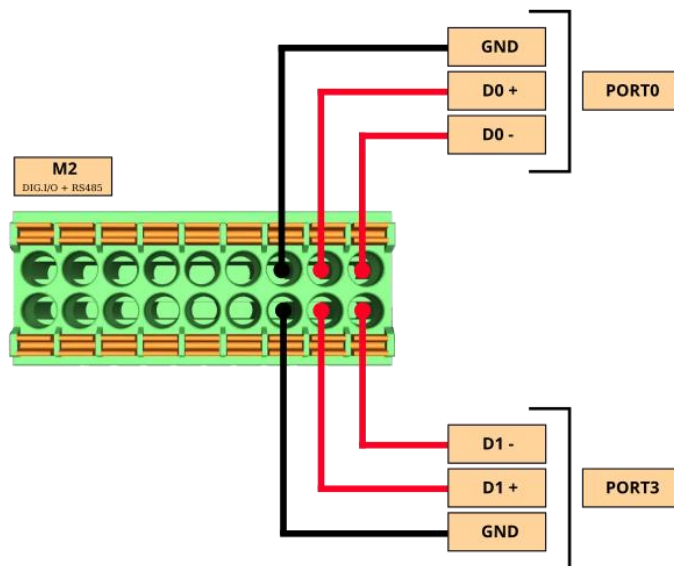 GND
D0 +
PORT0
D0 -
M2
DIG.I/O + RS485
D1 -
D1 +
PORT3
GND